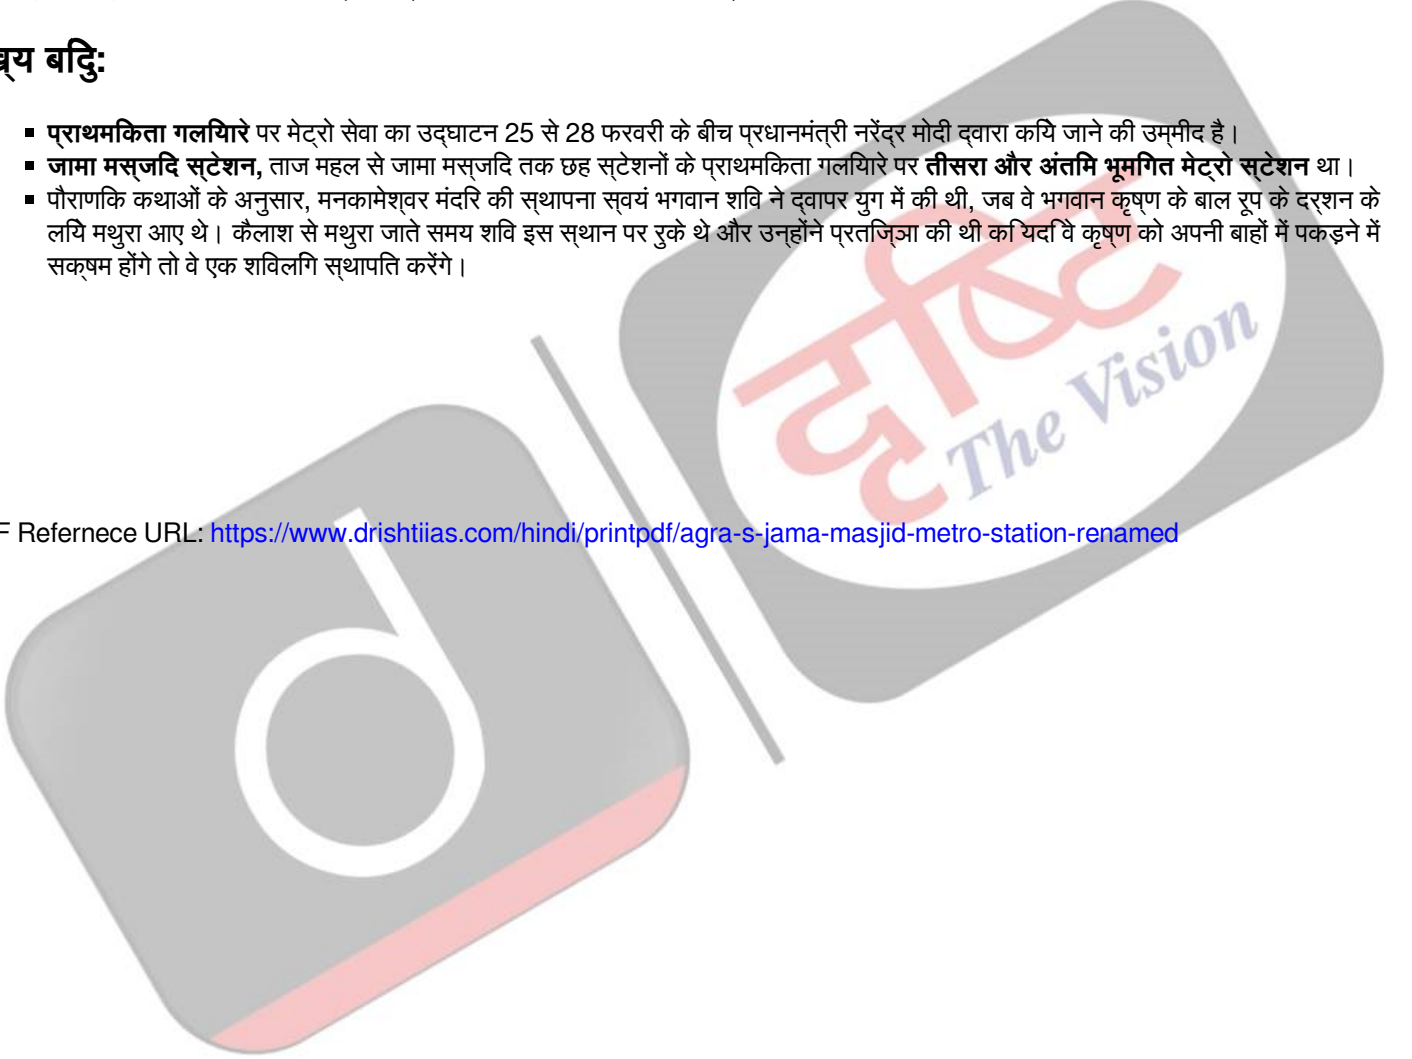 मुख्य बिंदु:
प्राथमिकता गलियारे पर मेट्रो सेवा का उद्घाटन 25 से 28 फरवरी के बीच प्रधानमंत्री नरेंद्र मोदी द्वारा किये जाने की उम्मीद है।
जामा मस्जिद स्टेशन, ताज महल से जामा मस्जिद तक छह स्टेशनों के प्राथमिकता गलियारे पर तीसरा और अंतिम भूमिगत मेट्रो स्टेशन था।
पौराणिक कथाओं के अनुसार, मनकामेश्वर मंदिर की स्थापना स्वयं भगवान शिव ने द्वापर युग में की थी, जब वे भगवान कृष्ण के बाल रूप के दर्शन के
लिये मथुरा आए थे। कैलाश से मथुरा जाते समय शिव इस स्थान पर रुके थे और उन्होंने प्रतिज्ञा की थी कि यदि वे कृष्ण को अपनी बाहों में पकड़ने में
सक्षम होंगे तो वे एक शिवलिंग स्थापित करेंगे।
दृष्टि
The Vision
d
F Refernece URL: https://www.drishtiias.com/hindi/printpdf/agra-s-jama-masjid-metro-station-renamed